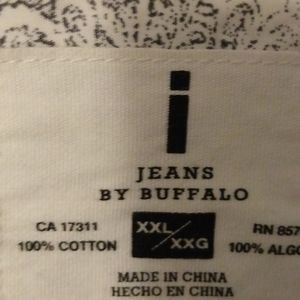 i
JEANS
BY BUFFALO
CA 17311 XXL/XXG RN 857
100% COTTON 100% ALGO
MADE IN CHINA
HECHO EN CHINA